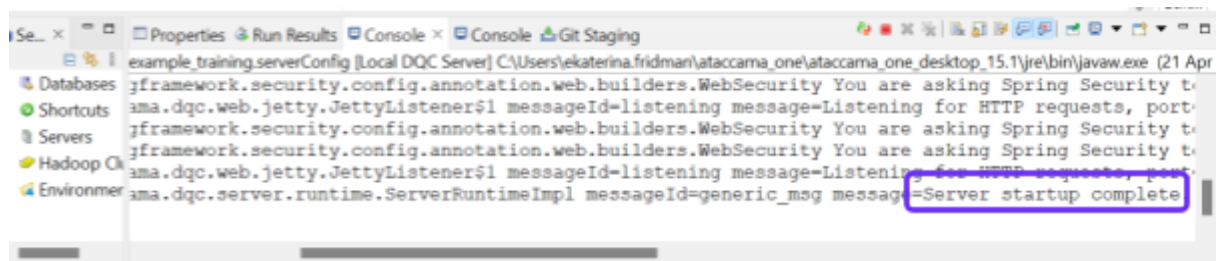 Se... Properties Run Results Console Console Git Staging
example_training.serverConfig [Local DQC Server] C:\Users\ekaterina.fridman\ataccama_one\ataccama_one_desktop_15.1\jre\bin\javaw.exe (21 Apr
Databases gframework.security.config.annotation.web.builders.WebSecurity You are asking Spring Security t
Shortcuts ama.dqc.web.jetty.JettyListener$1 messageId=listening message=Listening for HTTP requests, port
Servers gframework.security.config.annotation.web.builders.WebSecurity You are asking Spring Security t
gframework.security.config.annotation.web.builders.WebSecurity You are asking Spring Security t
Hadoop Cl ama.dqc.web.jetty.JettyListener$1 messageId=listening message=Listening for HTTP requests, port
Environmer ama.dqc.server.runtime.ServerRuntimeImpl messageId=generic_msg message=Server startup complete